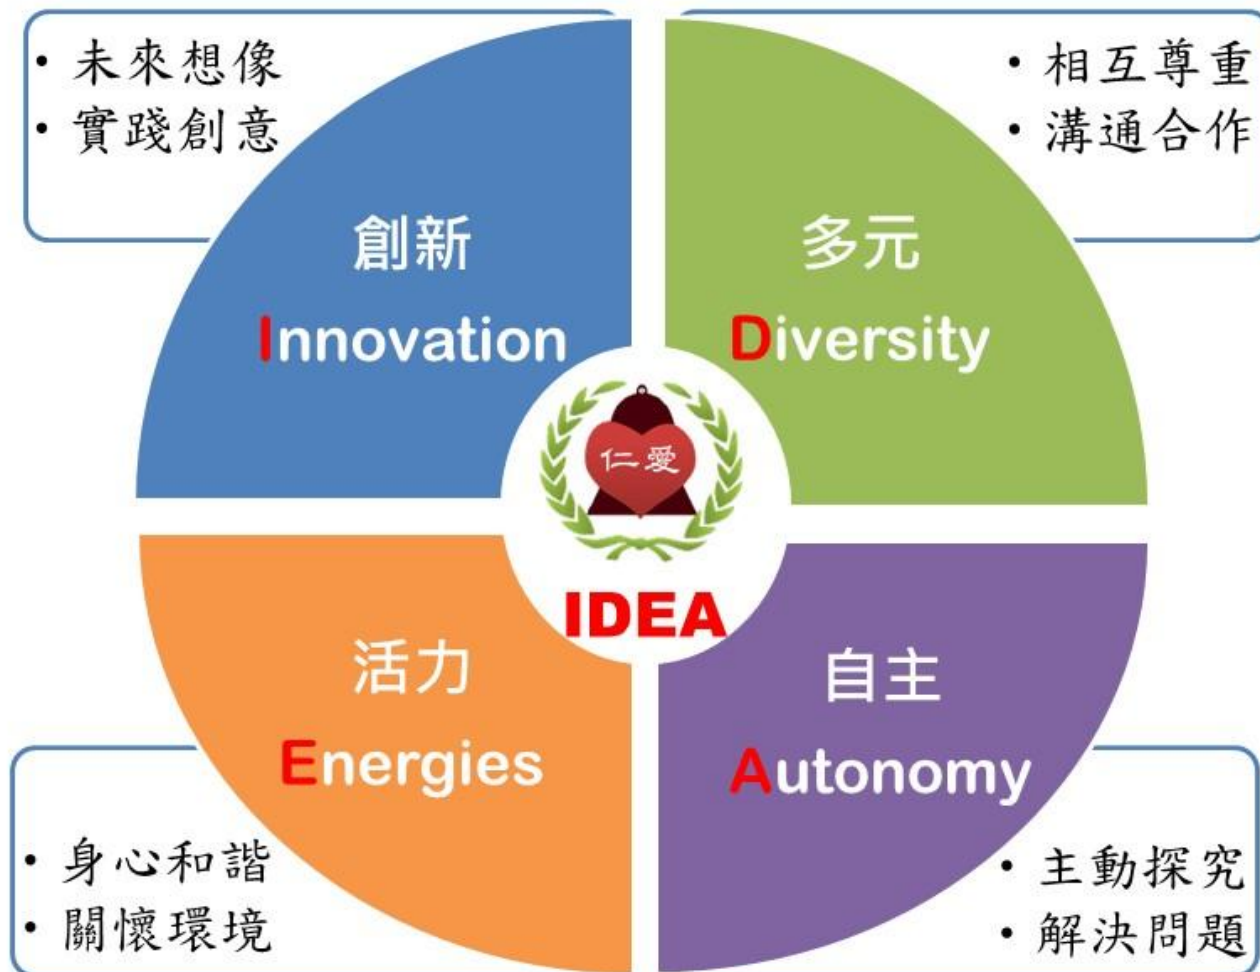 • 未來想像
• 實踐創意
創新
Innovation
• 相互尊重
• 溝通合作
多元
Diversity
仁愛
IDEA
活力
Energies
• 身心和諧
• 關懷環境
自主
Autonomy
• 主動探究
• 解決問題